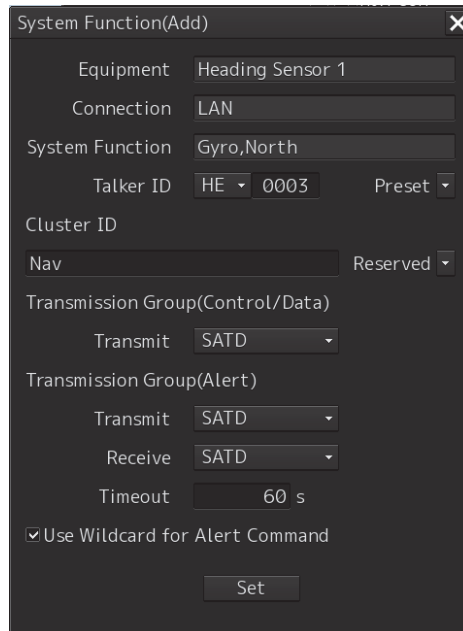 System Function(Add)
Equipment Heading Sensor 1
Connection LAN
System Function Gyro,North
Talker ID HE 0003 Preset
Cluster ID
Nav Reserved
Transmission Group(Control/Data)
Transmit SATD
Transmission Group(Alert)
Transmit SATD
Receive SATD
Timeout 60 s
Use Wildcard for Alert Command
Set